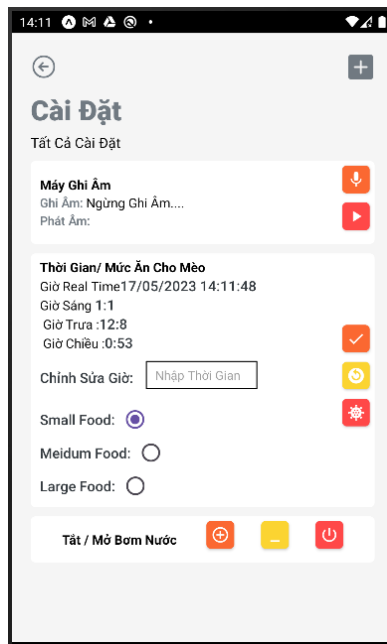 14:11
Cài Đặt
Tất Cả Cài Đặt
Máy Ghi Âm
Ghi Âm: Ngừng Ghi Âm....
Phát Âm:
Thời Gian/ Mức Ăn Cho Mèo
Giờ Real Time17/05/2023 14:11:48
Giờ Sáng 1:1
Giờ Trưa :12:8
Giờ Chiều :0:53
Chỉnh Sửa Giờ: Nhập Thời Gian
Small Food:
Meidum Food:
Large Food:
Tắt / Mở Bơm Nước